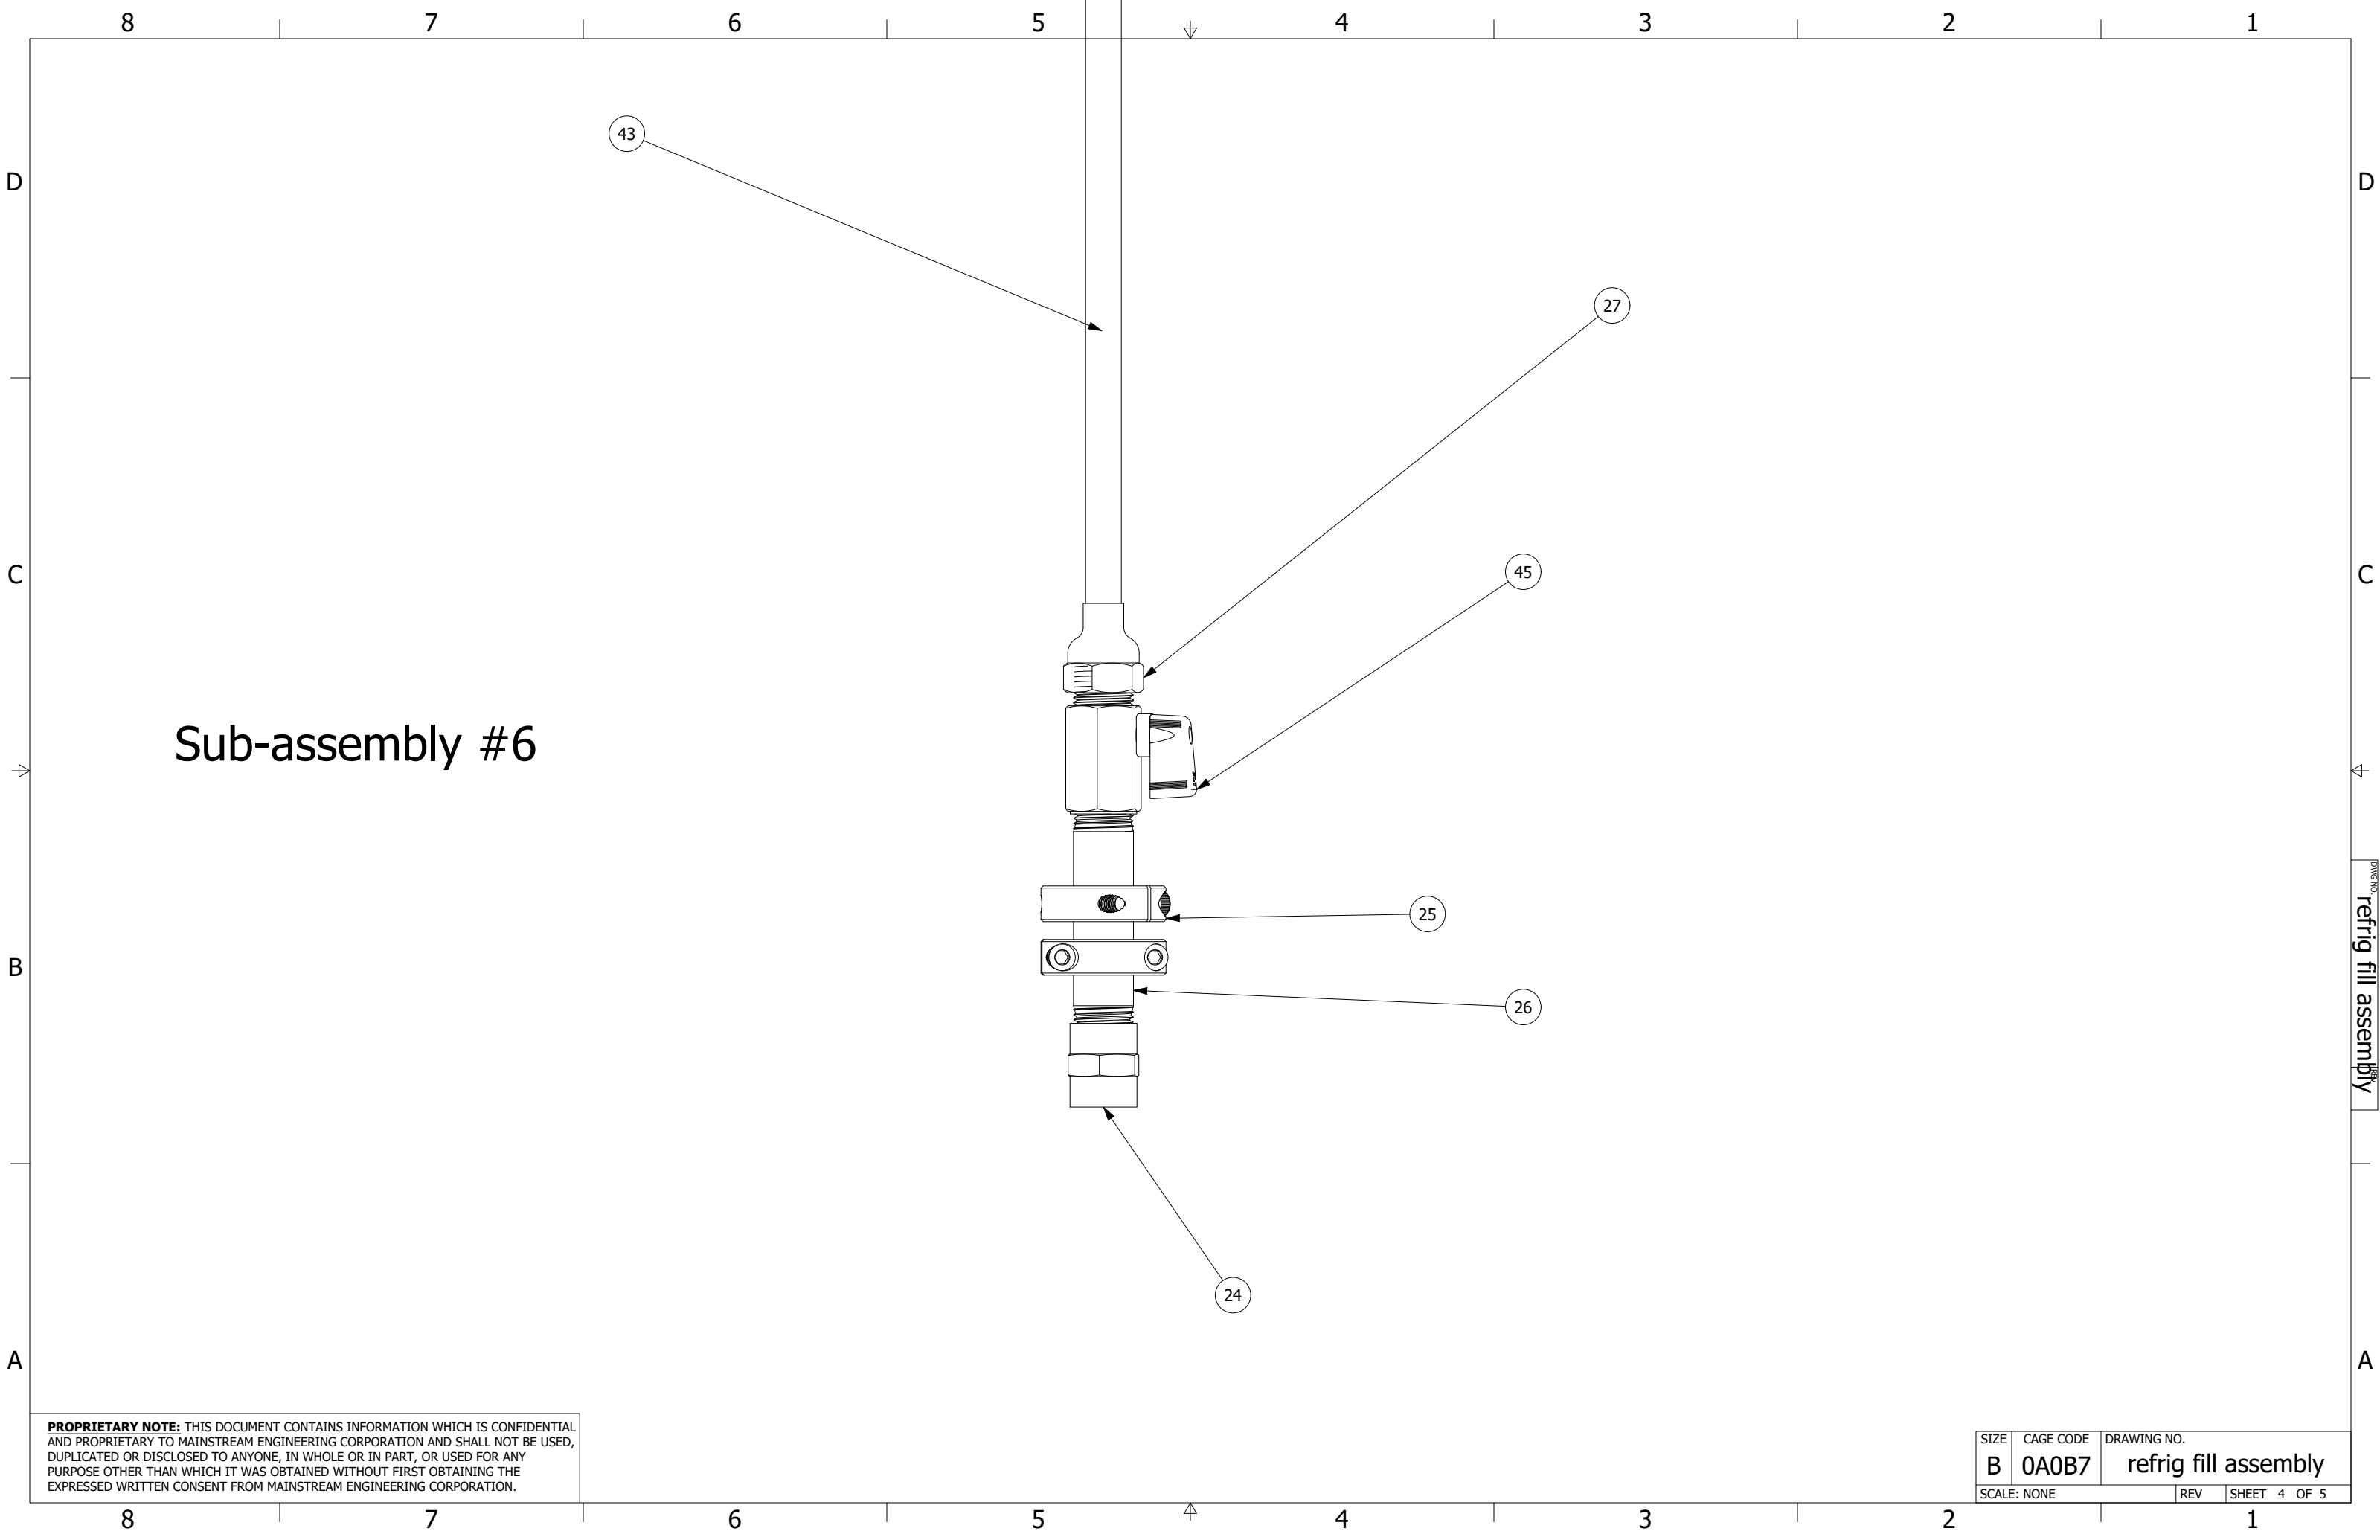 8 7 6 5 4 3 2 1
43
D D
27
C 45 C
Sub-assembly #6
DWG NO.
refrig fill assembly
25
B B
26
24
A A
PROPRIETARY NOTE: THIS DOCUMENT CONTAINS INFORMATION WHICH IS CONFIDENTIAL
AND PROPRIETARY TO MAINSTREAM ENGINEERING CORPORATION AND SHALL NOT BE USED,
DUPLICATED OR DISCLOSED TO ANYONE, IN WHOLE OR IN PART, OR USED FOR ANY
PURPOSE OTHER THAN WHICH IT WAS OBTAINED WITHOUT FIRST OBTAINING THE
EXPRESSED WRITTEN CONSENT FROM MAINSTREAM ENGINEERING CORPORATION.
SIZE CAGE CODE DRAWING NO.
B 0A0B7 refrig fill assembly
SCALE: NONE REV SHEET 4 OF 5
8 7 6 5 4 3 2 1